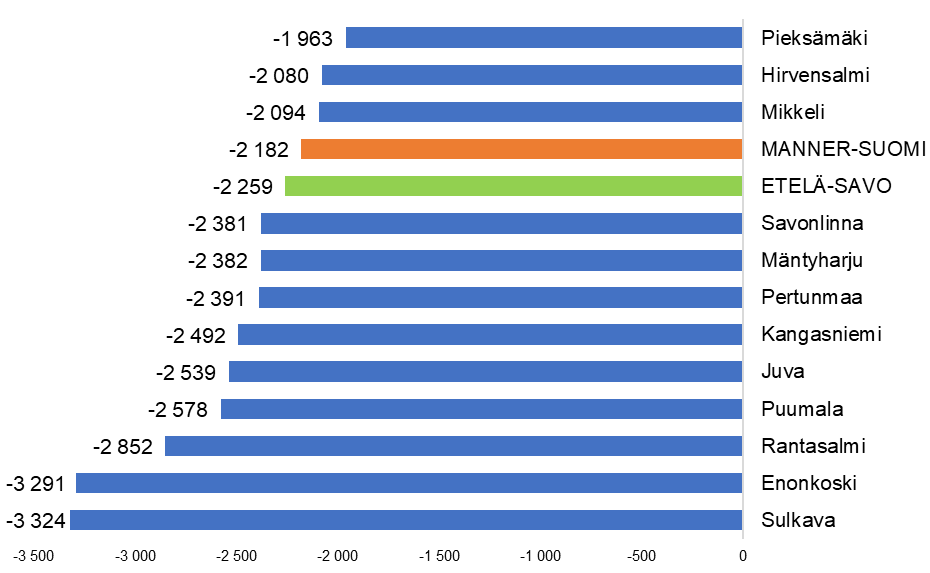 -1 963 Pieksämäki
-2 080 Hirvensalmi
-2 094 Mikkeli
-2 182 MANNER-SUOMI
-2 259 ETELÄ-SAVO
-2 381 Savonlinna
-2 382 Mäntyharju
-2 391 Pertunmaa
-2 492 Kangasniemi
-2 539 Juva
-2 578 Puumala
-2 852 Rantasalmi
-3 291 Enonkoski
-3 324 Sulkava
-3 500 -3 000 -2 500 -2 000 -1 500 -1 000 -500 0